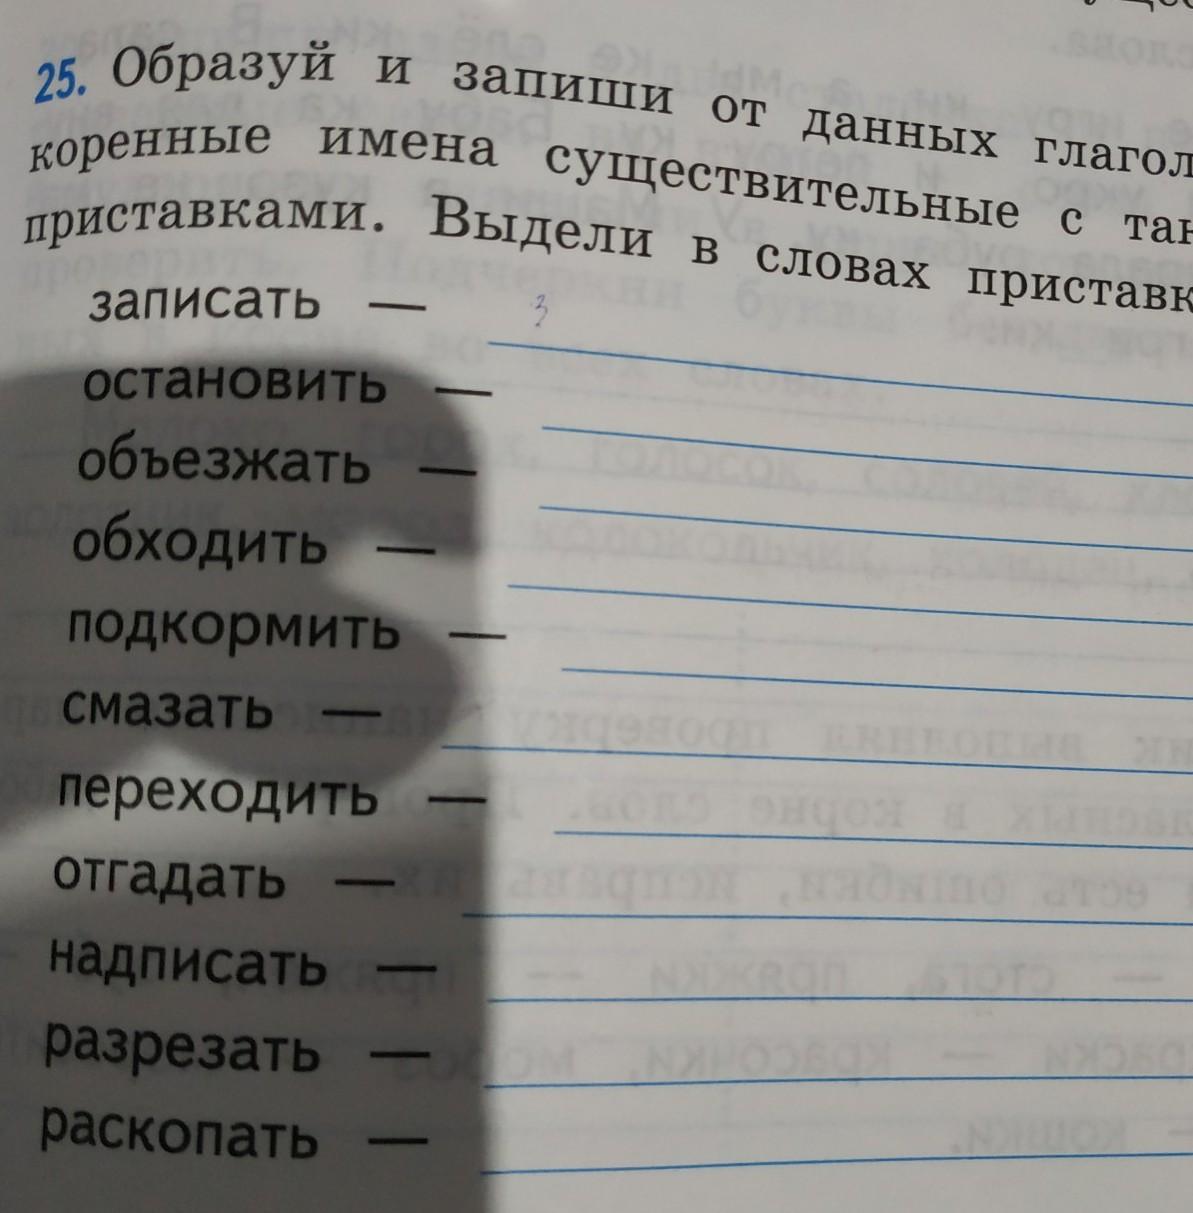 25. Образуй и запиши от данных глагол
коренные имена существительные с так
приставками. Выдели в словах приставк
записать — з
остановить —
объезжать —
обходить —
подкормить —
смазать —
переходить —
отгадать —
надписать —
разрезать —
раскопать —